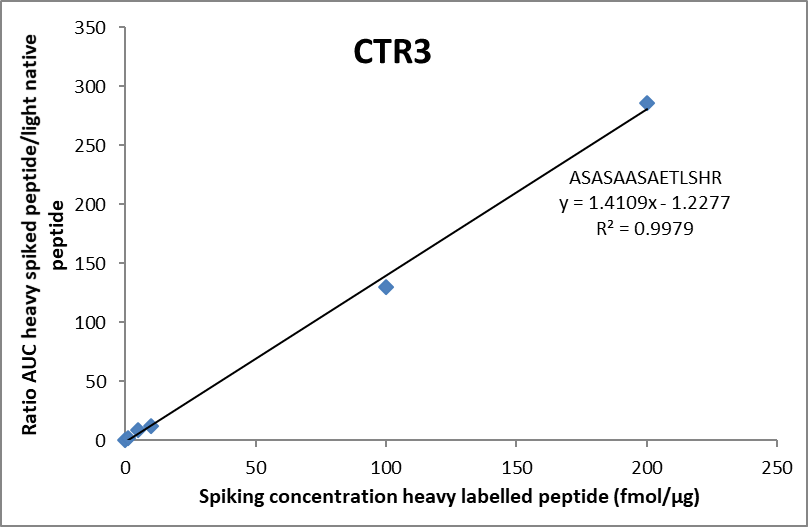 CTR3
350
300
250
200
150
100
50
0
Ratio AUC heavy spiked peptide/light native
peptide
ASASAASAETLSHR
y = 1.4109x - 1.2277
R² = 0.9979
0 50 100 150 200 250
Spiking concentration heavy labelled peptide (fmol/µg)